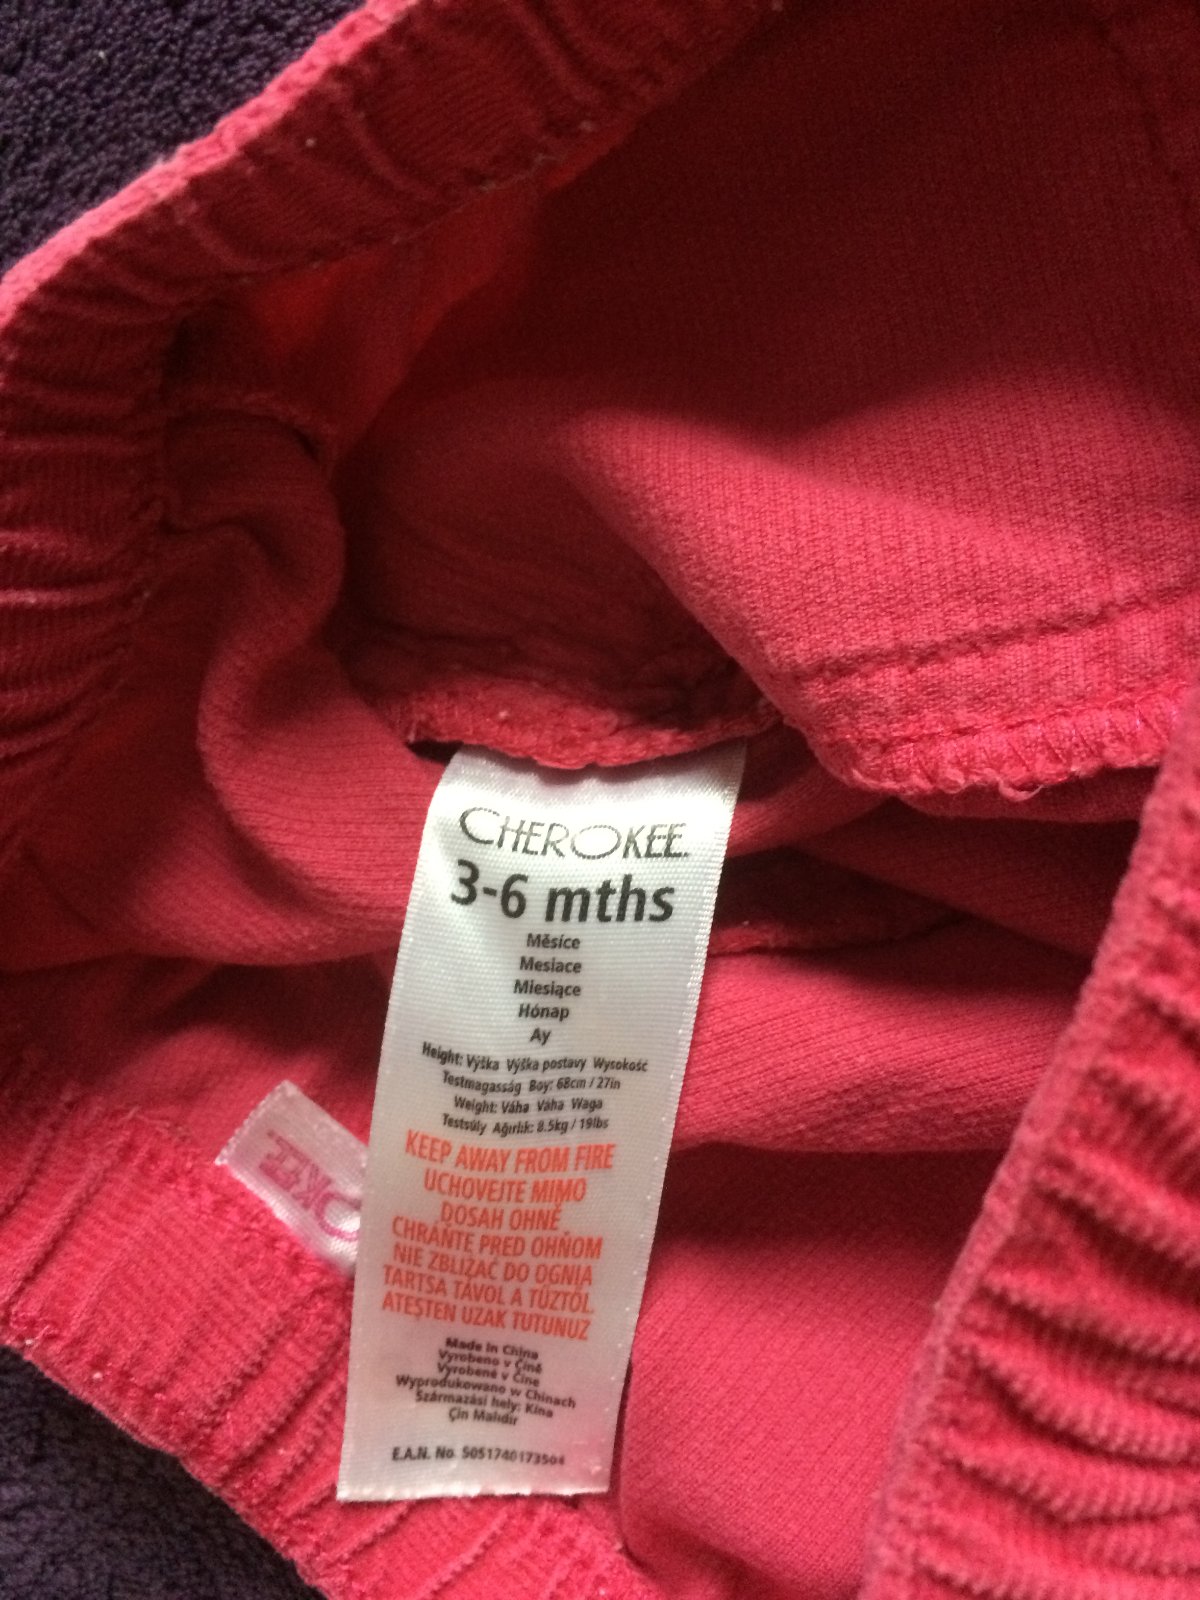 CHEROKEE
3-6 mths
Měsíce
Mesiace
Miesiące
Hónap
Ay
Height: Výška Výška postavy Wysokość
Testmagasság Boy: 68cm / 27in
Weight: Váha Váha Waga
Testsúly Ağırlık: 8.5kg / 19lbs
KEEP AWAY FROM FIRE
UCHOVEJTE MIMO
DOSAH OHNĚ
CHRÁŇTE PRED OHŇOM
NIE ZBLIŻAĆ DO OGNIA
TARTSA TÁVOL A TŰZTŐL
ATEŞTEN UZAK TUTUNUZ
Made in China
Vyrobeno v Číně
Vyrobené v Číne
Wyprodukowano w Chinach
Származási hely: Kína
Çin Malıdır
E.A.N. No. 5051740173504
OKEE